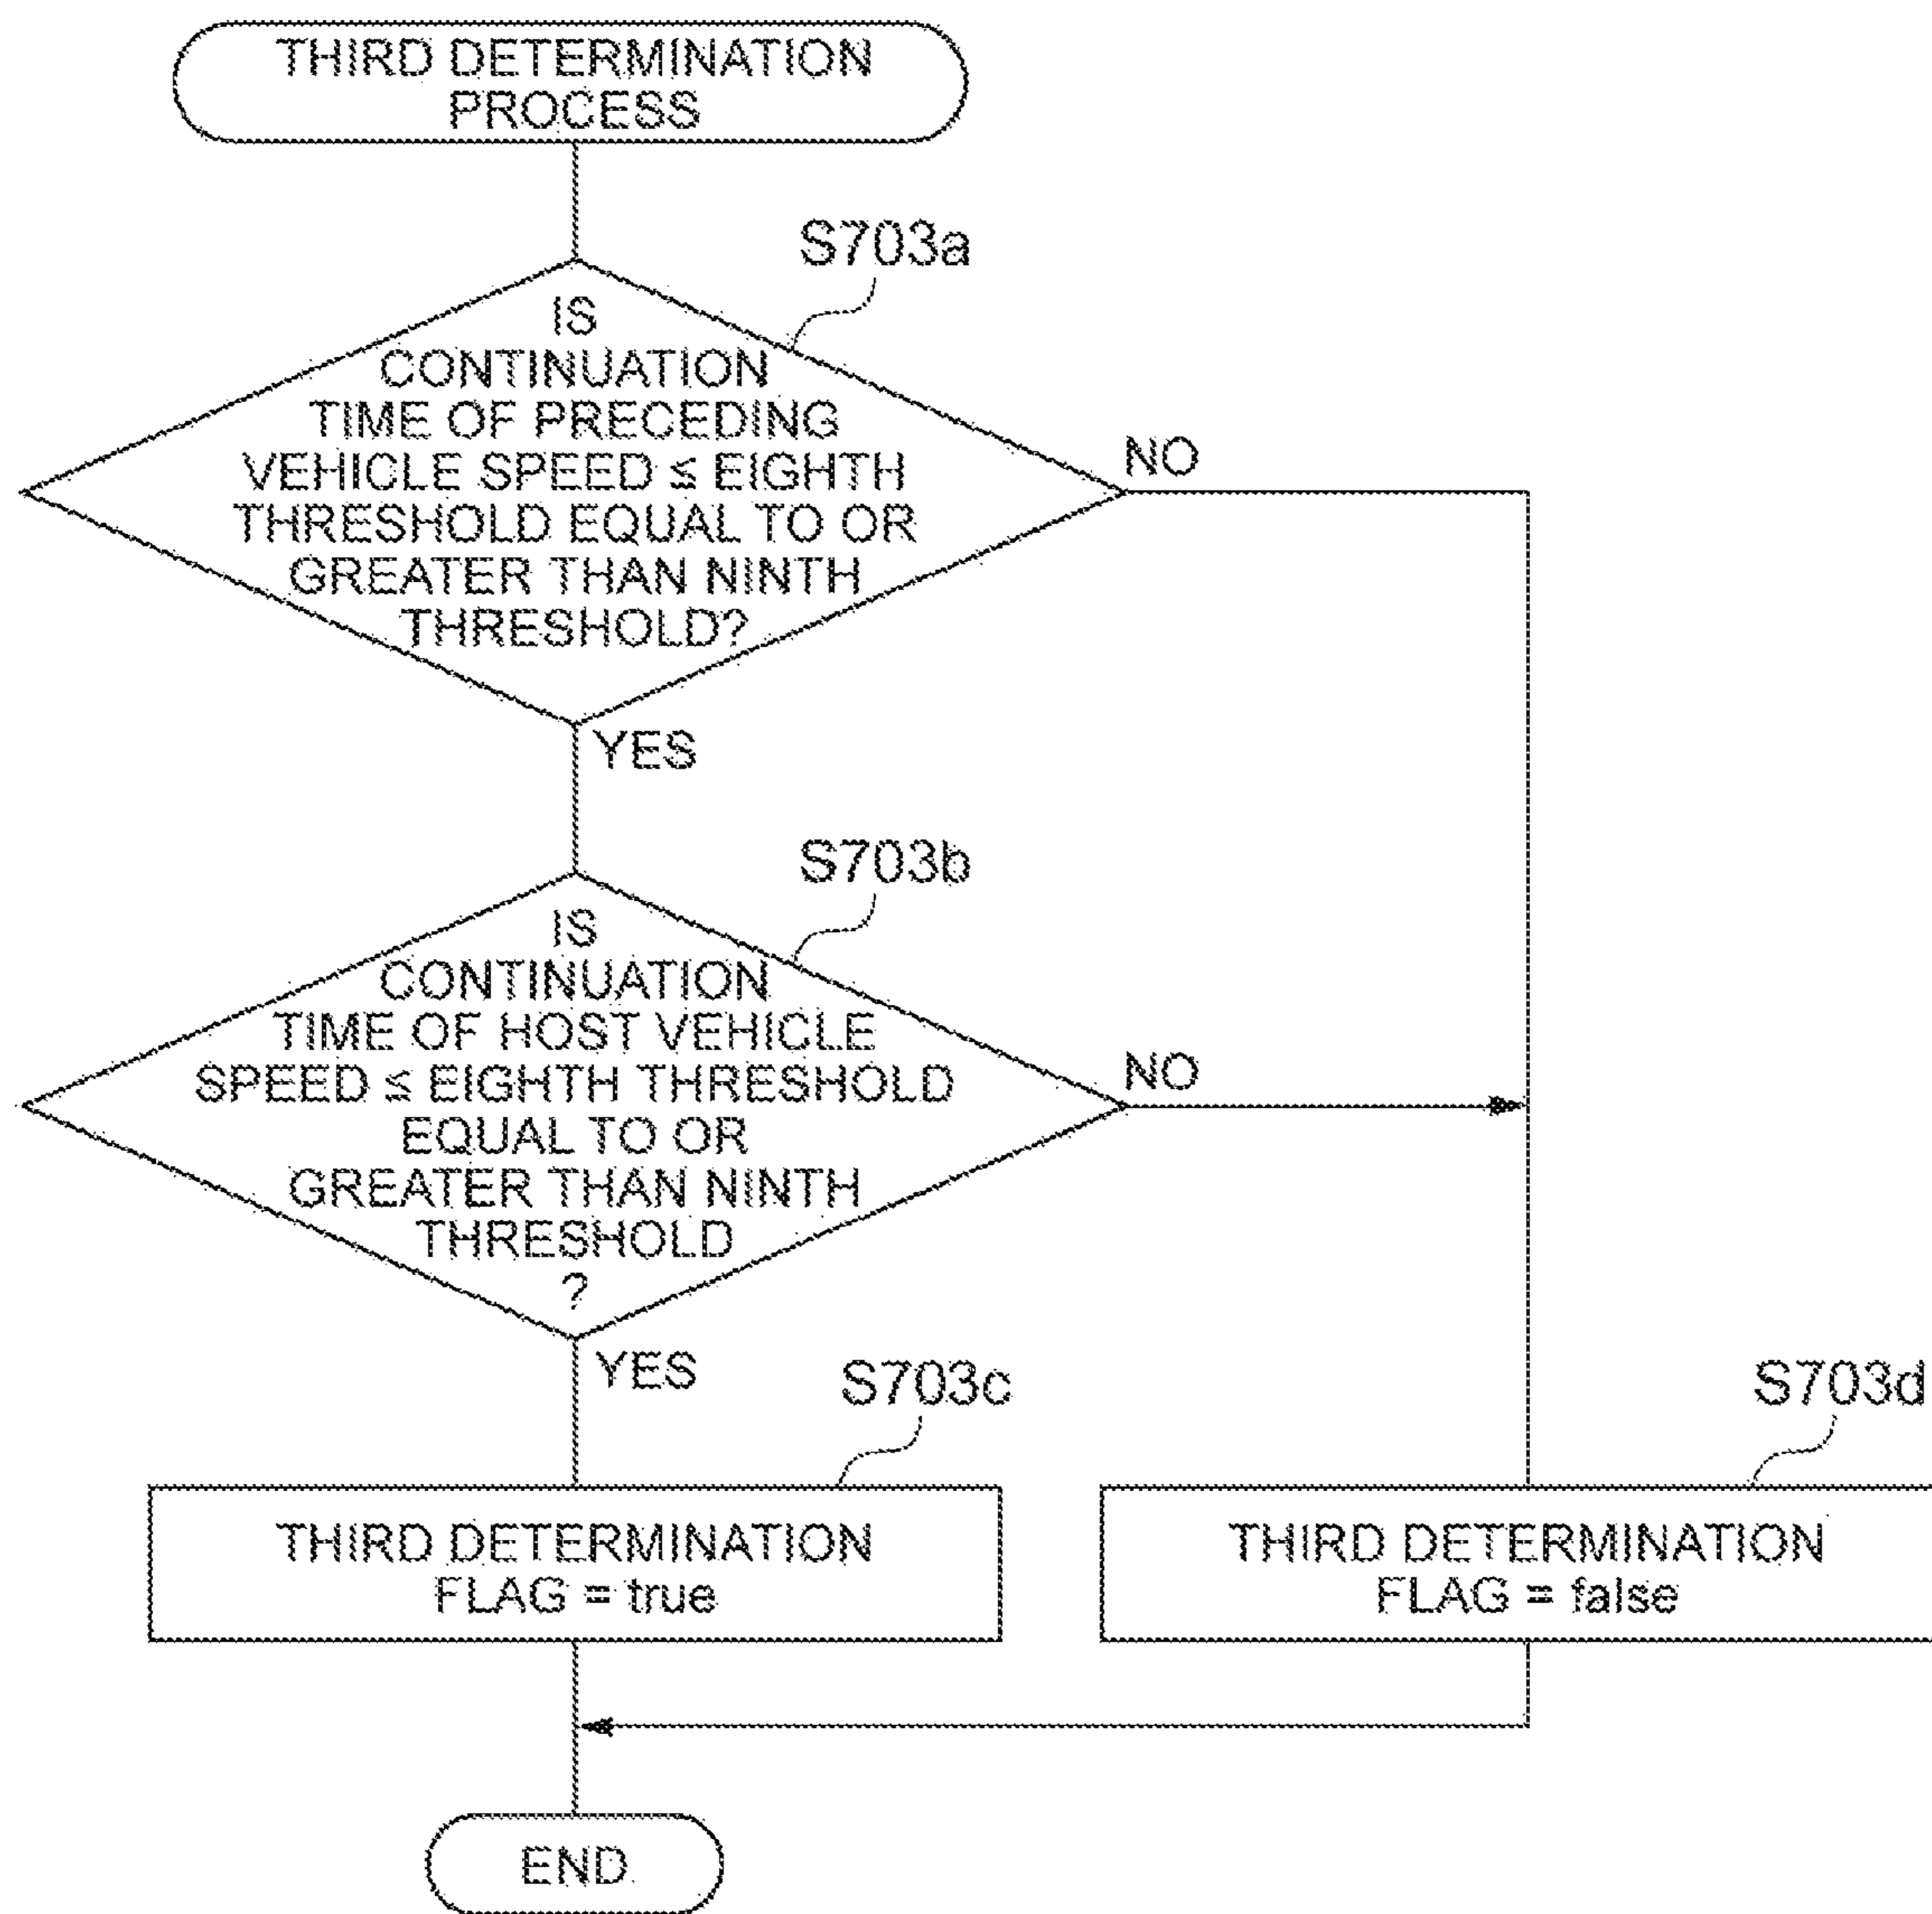 THIRD DETERMINATION
PROCESS
S703a
IS
CONTINUATION
TIME OF PRECEDING
VEHICLE SPEED ≤ EIGHTH
THRESHOLD EQUAL TO OR
GREATER THAN NINTH
THRESHOLD?
NO
YES
S703b
IS
CONTINUATION
TIME OF HOST VEHICLE
SPEED ≤ EIGHTH THRESHOLD
EQUAL TO OR
GREATER THAN NINTH
THRESHOLD
?
NO
YES
S703c
THIRD DETERMINATION
FLAG = true
S703d
THIRD DETERMINATION
FLAG = false
END